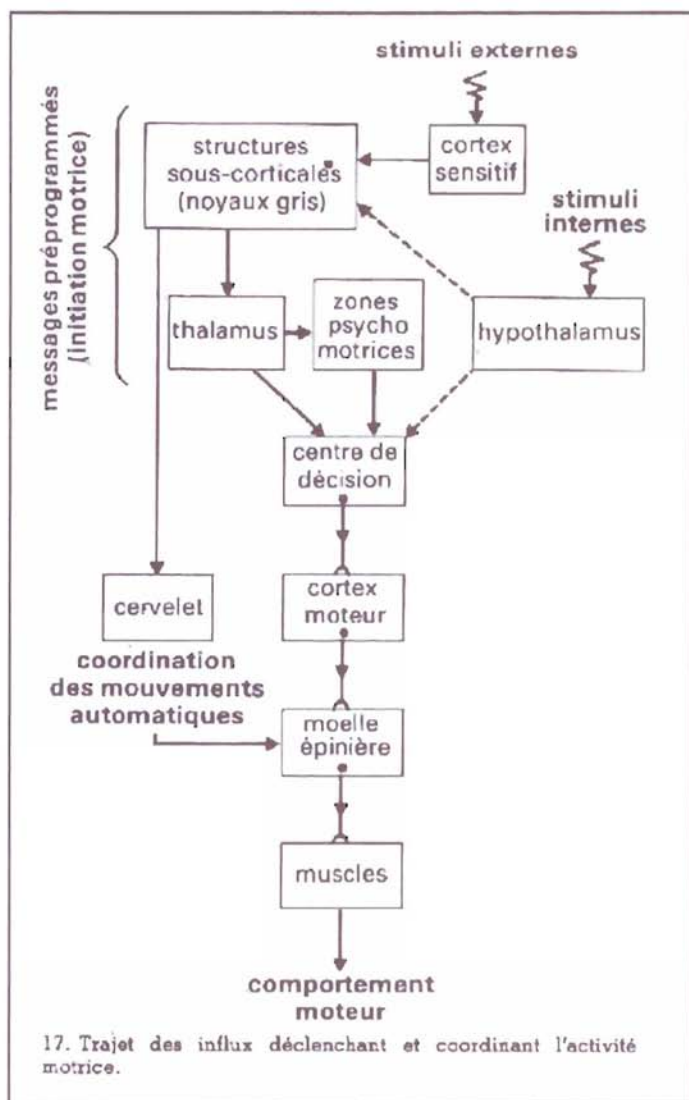 stimuli externes
structures
sous-corticales
(noyaux gris)
cortex
sensitif
stimuli
internes
messages préprogrammés
(initiation motrice)
thalamus
zones
psycho
motrices
hypothalamus
centre de
décision
cervelet
cortex
moteur
coordination
des mouvements
automatiques
moelle
épinière
muscles
comportement
moteur
17. Trajet des influx déclenchant et coordinant l'activité
motrice.